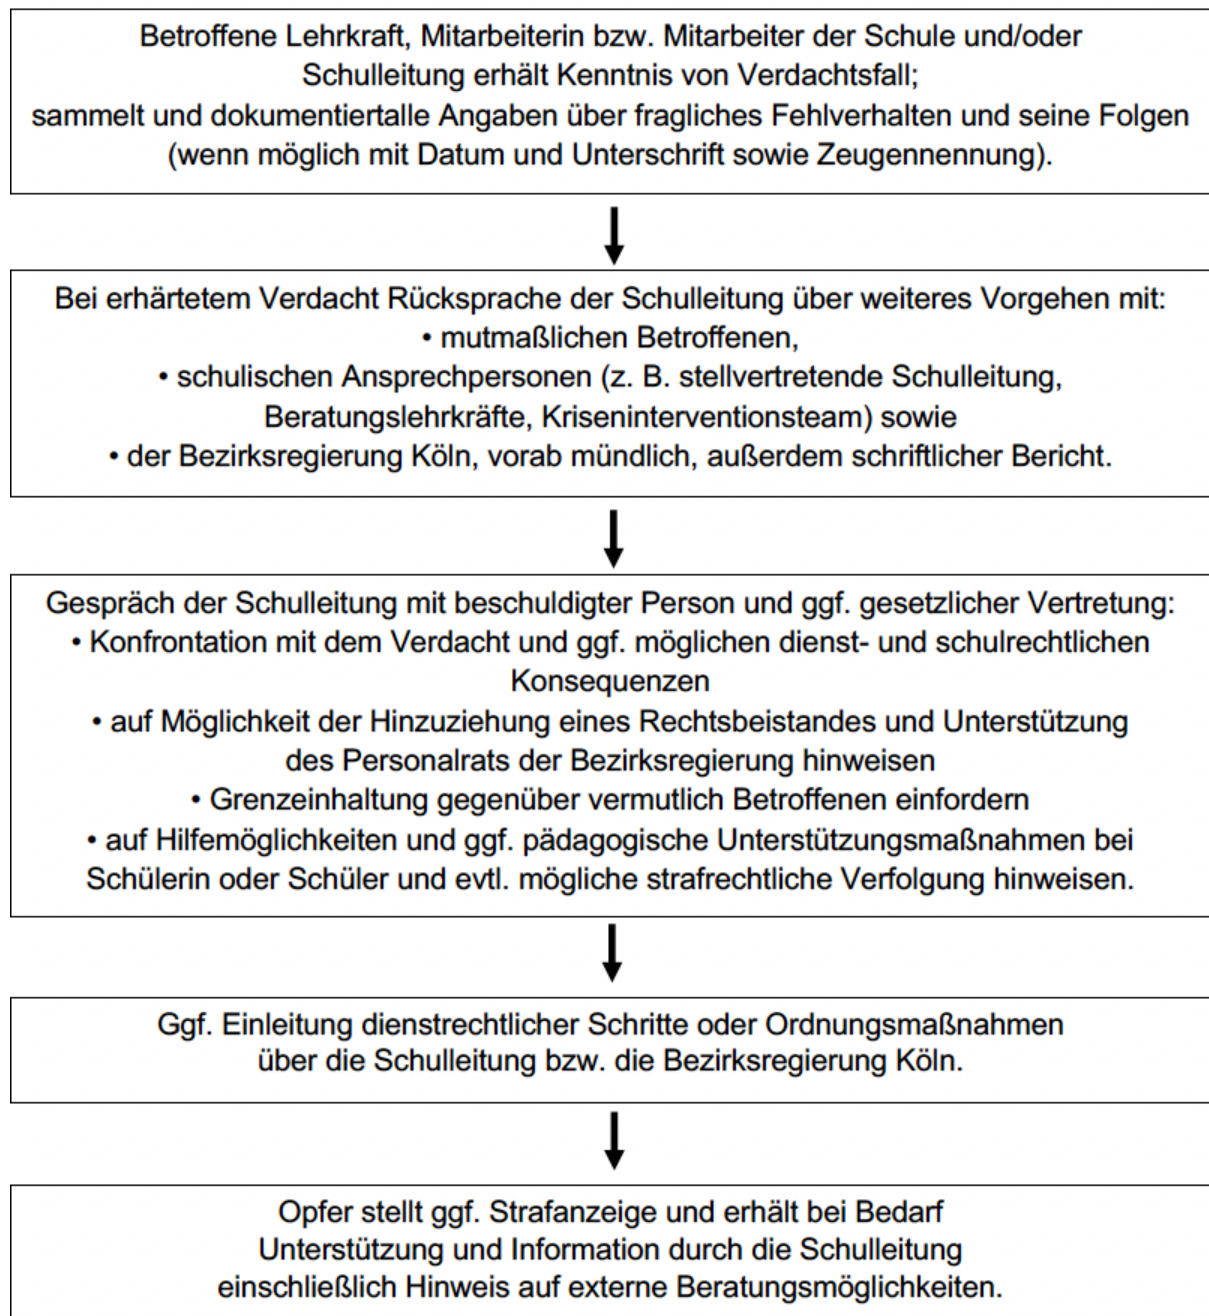 Betroffene Lehrkraft, Mitarbeiterin bzw. Mitarbeiter der Schule und/oder
Schulleitung erhält Kenntnis von Verdachtsfall;
sammelt und dokumentiertalle Angaben über fragliches Fehlverhalten und seine Folgen
(wenn möglich mit Datum und Unterschrift sowie Zeugennennung).
Bei erhärtetem Verdacht Rücksprache der Schulleitung über weiteres Vorgehen mit:
• mutmaßlichen Betroffenen,
• schulischen Ansprechpersonen (z. B. stellvertretende Schulleitung,
Beratungslehrkräfte, Kriseninterventionsteam) sowie
• der Bezirksregierung Köln, vorab mündlich, außerdem schriftlicher Bericht.
Gespräch der Schulleitung mit beschuldigter Person und ggf. gesetzlicher Vertretung:
• Konfrontation mit dem Verdacht und ggf. möglichen dienst- und schulrechtlichen
Konsequenzen
• auf Möglichkeit der Hinzuziehung eines Rechtsbeistandes und Unterstützung
des Personalrats der Bezirksregierung hinweisen
• Grenzeinhaltung gegenüber vermutlich Betroffenen einfordern
• auf Hilfemöglichkeiten und ggf. pädagogische Unterstützungsmaßnahmen bei
Schülerin oder Schüler und evtl. mögliche strafrechtliche Verfolgung hinweisen.
Ggf. Einleitung dienstrechtlicher Schritte oder Ordnungsmaßnahmen
über die Schulleitung bzw. die Bezirksregierung Köln.
Opfer stellt ggf. Strafanzeige und erhält bei Bedarf
Unterstützung und Information durch die Schulleitung
einschließlich Hinweis auf externe Beratungsmöglichkeiten.